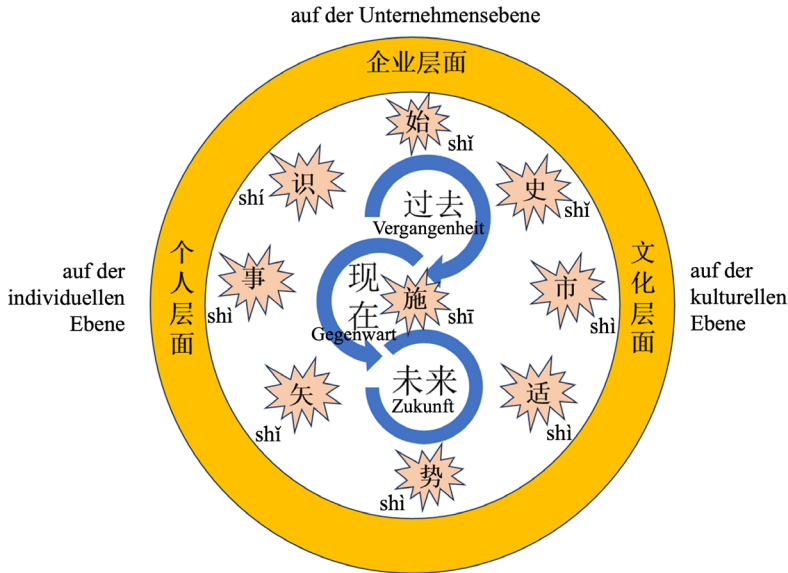 auf der Unternehmensebene
企业层面
始
shǐ
识
shí
史
shǐ
过去
Vergangenheit
个人层面
auf der
individuellen
Ebene
事
shì
现在
Gegenwart
施
shī
市
shì
文化层面
auf der
kulturellen
Ebene
矢
shǐ
未来
Zukunft
适
shì
势
shì